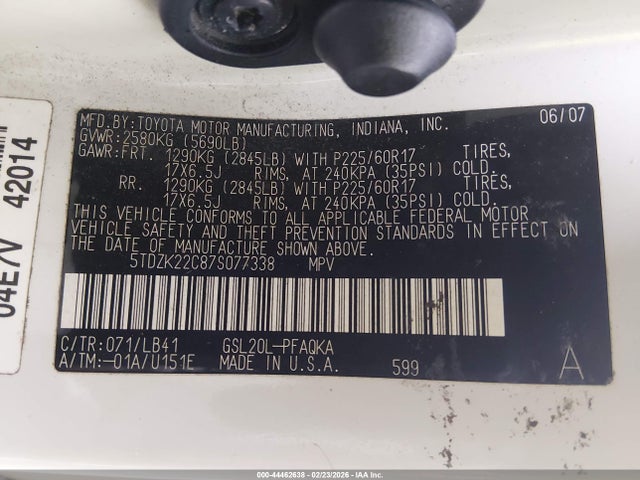 MFD.BY:TOYOTA MOTOR MANUFACTURING, INDIANA, INC. 06/07
GVWR:2580KG (5690LB)
GAWR:FRT. 1290KG (2845LB) WITH P225/60R17 TIRES,
17X6.5J RIMS, AT 240KPA (35PSI) COLD.
RR. 1290KG (2845LB) WITH P225/60R17 TIRES,
17X6.5J RIMS, AT 240KPA (35PSI) COLD.
THIS VEHICLE CONFORMS TO ALL APPLICABLE FEDERAL MOTOR
VEHICLE SAFETY AND THEFT PREVENTION STANDARDS IN EFFECT ON
THE DATE OF MANUFACTURE SHOWN ABOVE.
5TDZK22C87S077338 MPV
C/TR:071/LB41 GSL20L-PFAQKA
A/TM:-01A/U151E MADE IN U.S.A. 599 A
42014
04E7V
000-44462638 - 02/23/2026 - IAA Inc.